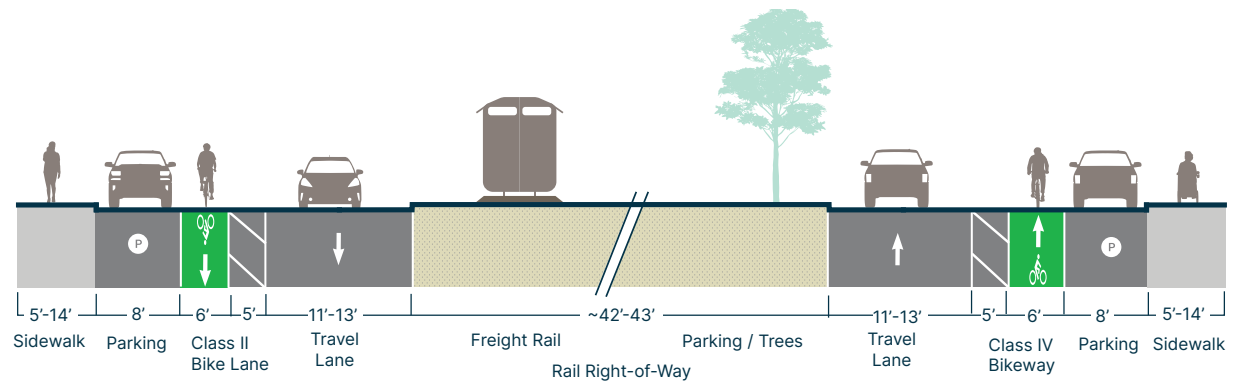 P
P
5’-14’ 8’ 6’ 5’ 11’-13’ ~42’-43’ 11’-13’ 5’ 6’ 8’ 5’-14’
Sidewalk
Parking
Class II
Bike Lane
Travel
Lane
Freight Rail
Parking / Trees
Rail Right-of-Way
Travel
Lane
Class IV
Bikeway
Parking
Sidewalk